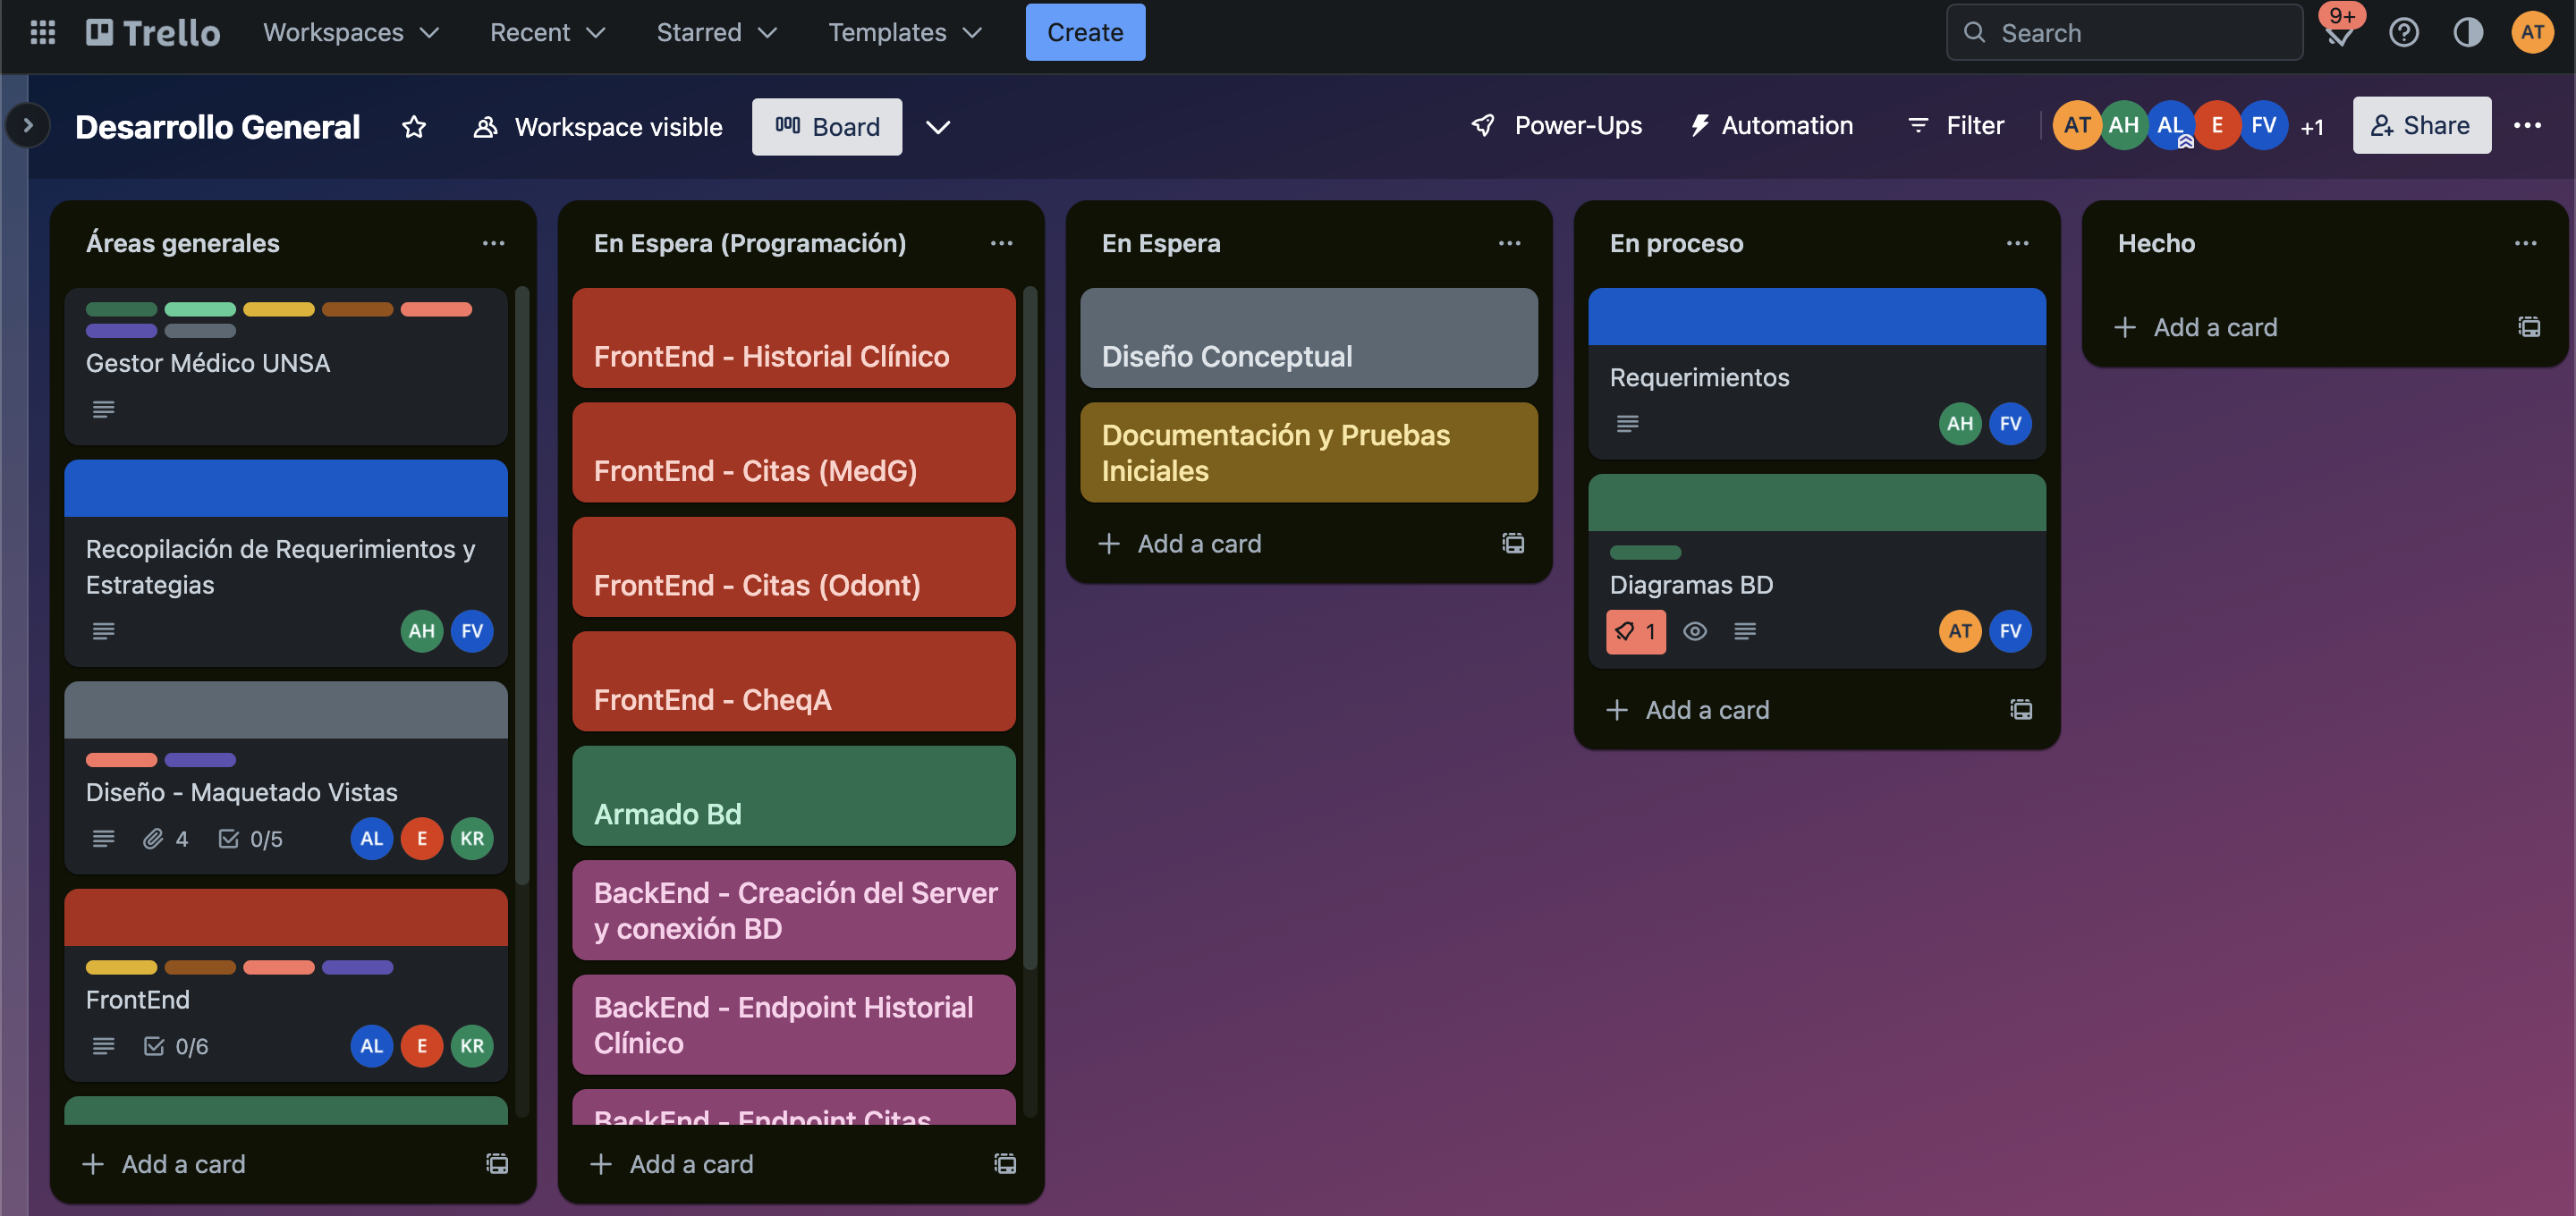 Trello
Workspaces
Recent
Starred
Templates
Create
Search
9+
AT
Desarrollo General
Workspace visible
Board
Power-Ups
Automation
Filter
AT
AH
AL
E
FV
+1
Share
Áreas generales
Gestor Médico UNSA
Recopilación de Requerimientos y
Estrategias
AH
FV
Diseño - Maquetado Vistas
4
0/5
AL
E
KR
FrontEnd
0/6
AL
E
KR
Add a card
En Espera (Programación)
FrontEnd - Historial Clínico
FrontEnd - Citas (MedG)
FrontEnd - Citas (Odont)
FrontEnd - CheqA
Armado Bd
BackEnd - Creación del Server
y conexión BD
BackEnd - Endpoint Historial
Clínico
BackEnd - Endpoint Citas
Add a card
En Espera
Diseño Conceptual
Documentación y Pruebas
Iniciales
Add a card
En proceso
Requerimientos
AH
FV
Diagramas BD
1
AT
FV
Add a card
Hecho
Add a card